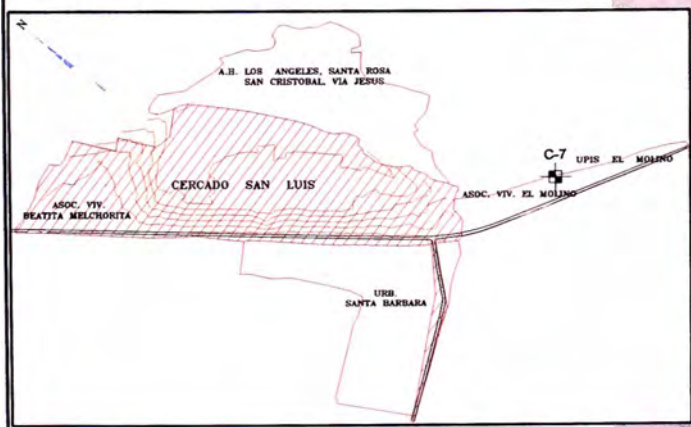 N
A.H. LOS ANGELES, SANTA ROSA
SAN CRISTOBAL, VIA JESUS
C-7
UPIS EL MOLINO
CERCADO SAN LUIS
ASOC. VIV. EL MOLINO
ASOC. VIV.
BEATITA MELCHORITA
URB.
SANTA BARBARA